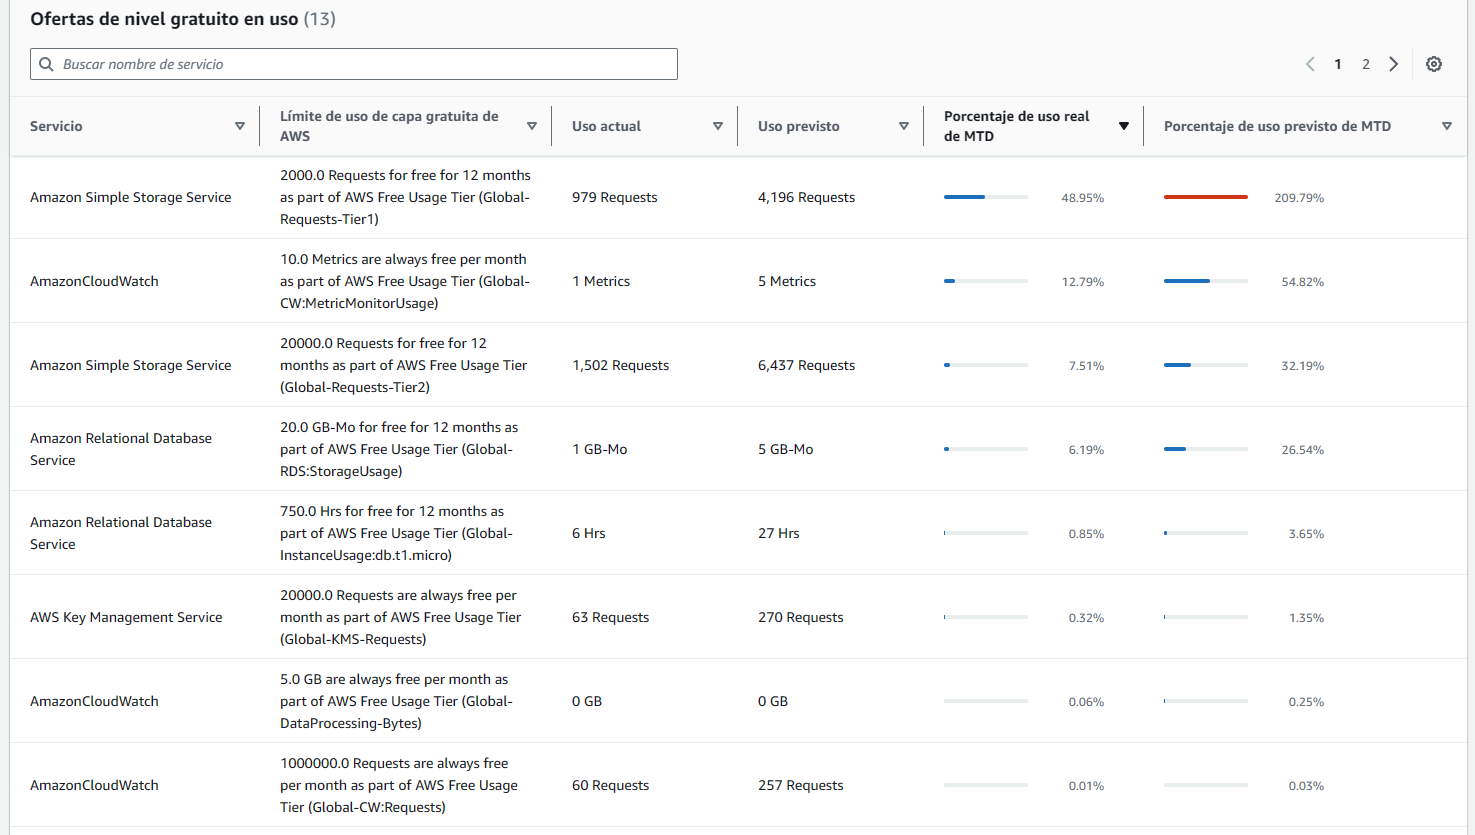 Ofertas de nivel gratuito en uso (13)
Buscar nombre de servicio
1 2
Servicio
Límite de uso de capa gratuita de
AWS
Uso actual
Uso previsto
Porcentaje de uso real
de MTD
Porcentaje de uso previsto de MTD
Amazon Simple Storage Service
2000.0 Requests for free for 12 months
as part of AWS Free Usage Tier (Global-
Requests-Tier1)
979 Requests
4,196 Requests
48.95%
209.79%
AmazonCloudWatch
10.0 Metrics are always free per month
as part of AWS Free Usage Tier (Global-
CW:MetricMonitorUsage)
1 Metrics
5 Metrics
12.79%
54.82%
Amazon Simple Storage Service
20000.0 Requests for free for 12
months as part of AWS Free Usage Tier
(Global-Requests-Tier2)
1,502 Requests
6,437 Requests
7.51%
32.19%
Amazon Relational Database
Service
20.0 GB-Mo for free for 12 months as
part of AWS Free Usage Tier (Global-
RDS:StorageUsage)
1 GB-Mo
5 GB-Mo
6.19%
26.54%
Amazon Relational Database
Service
750.0 Hrs for free for 12 months as
part of AWS Free Usage Tier (Global-
InstanceUsage:db.t1.micro)
6 Hrs
27 Hrs
0.85%
3.65%
AWS Key Management Service
20000.0 Requests are always free per
month as part of AWS Free Usage Tier
(Global-KMS-Requests)
63 Requests
270 Requests
0.32%
1.35%
AmazonCloudWatch
5.0 GB are always free per month as
part of AWS Free Usage Tier (Global-
DataProcessing-Bytes)
0 GB
0 GB
0.06%
0.25%
AmazonCloudWatch
1000000.0 Requests are always free
per month as part of AWS Free Usage
Tier (Global-CW:Requests)
60 Requests
257 Requests
0.01%
0.03%